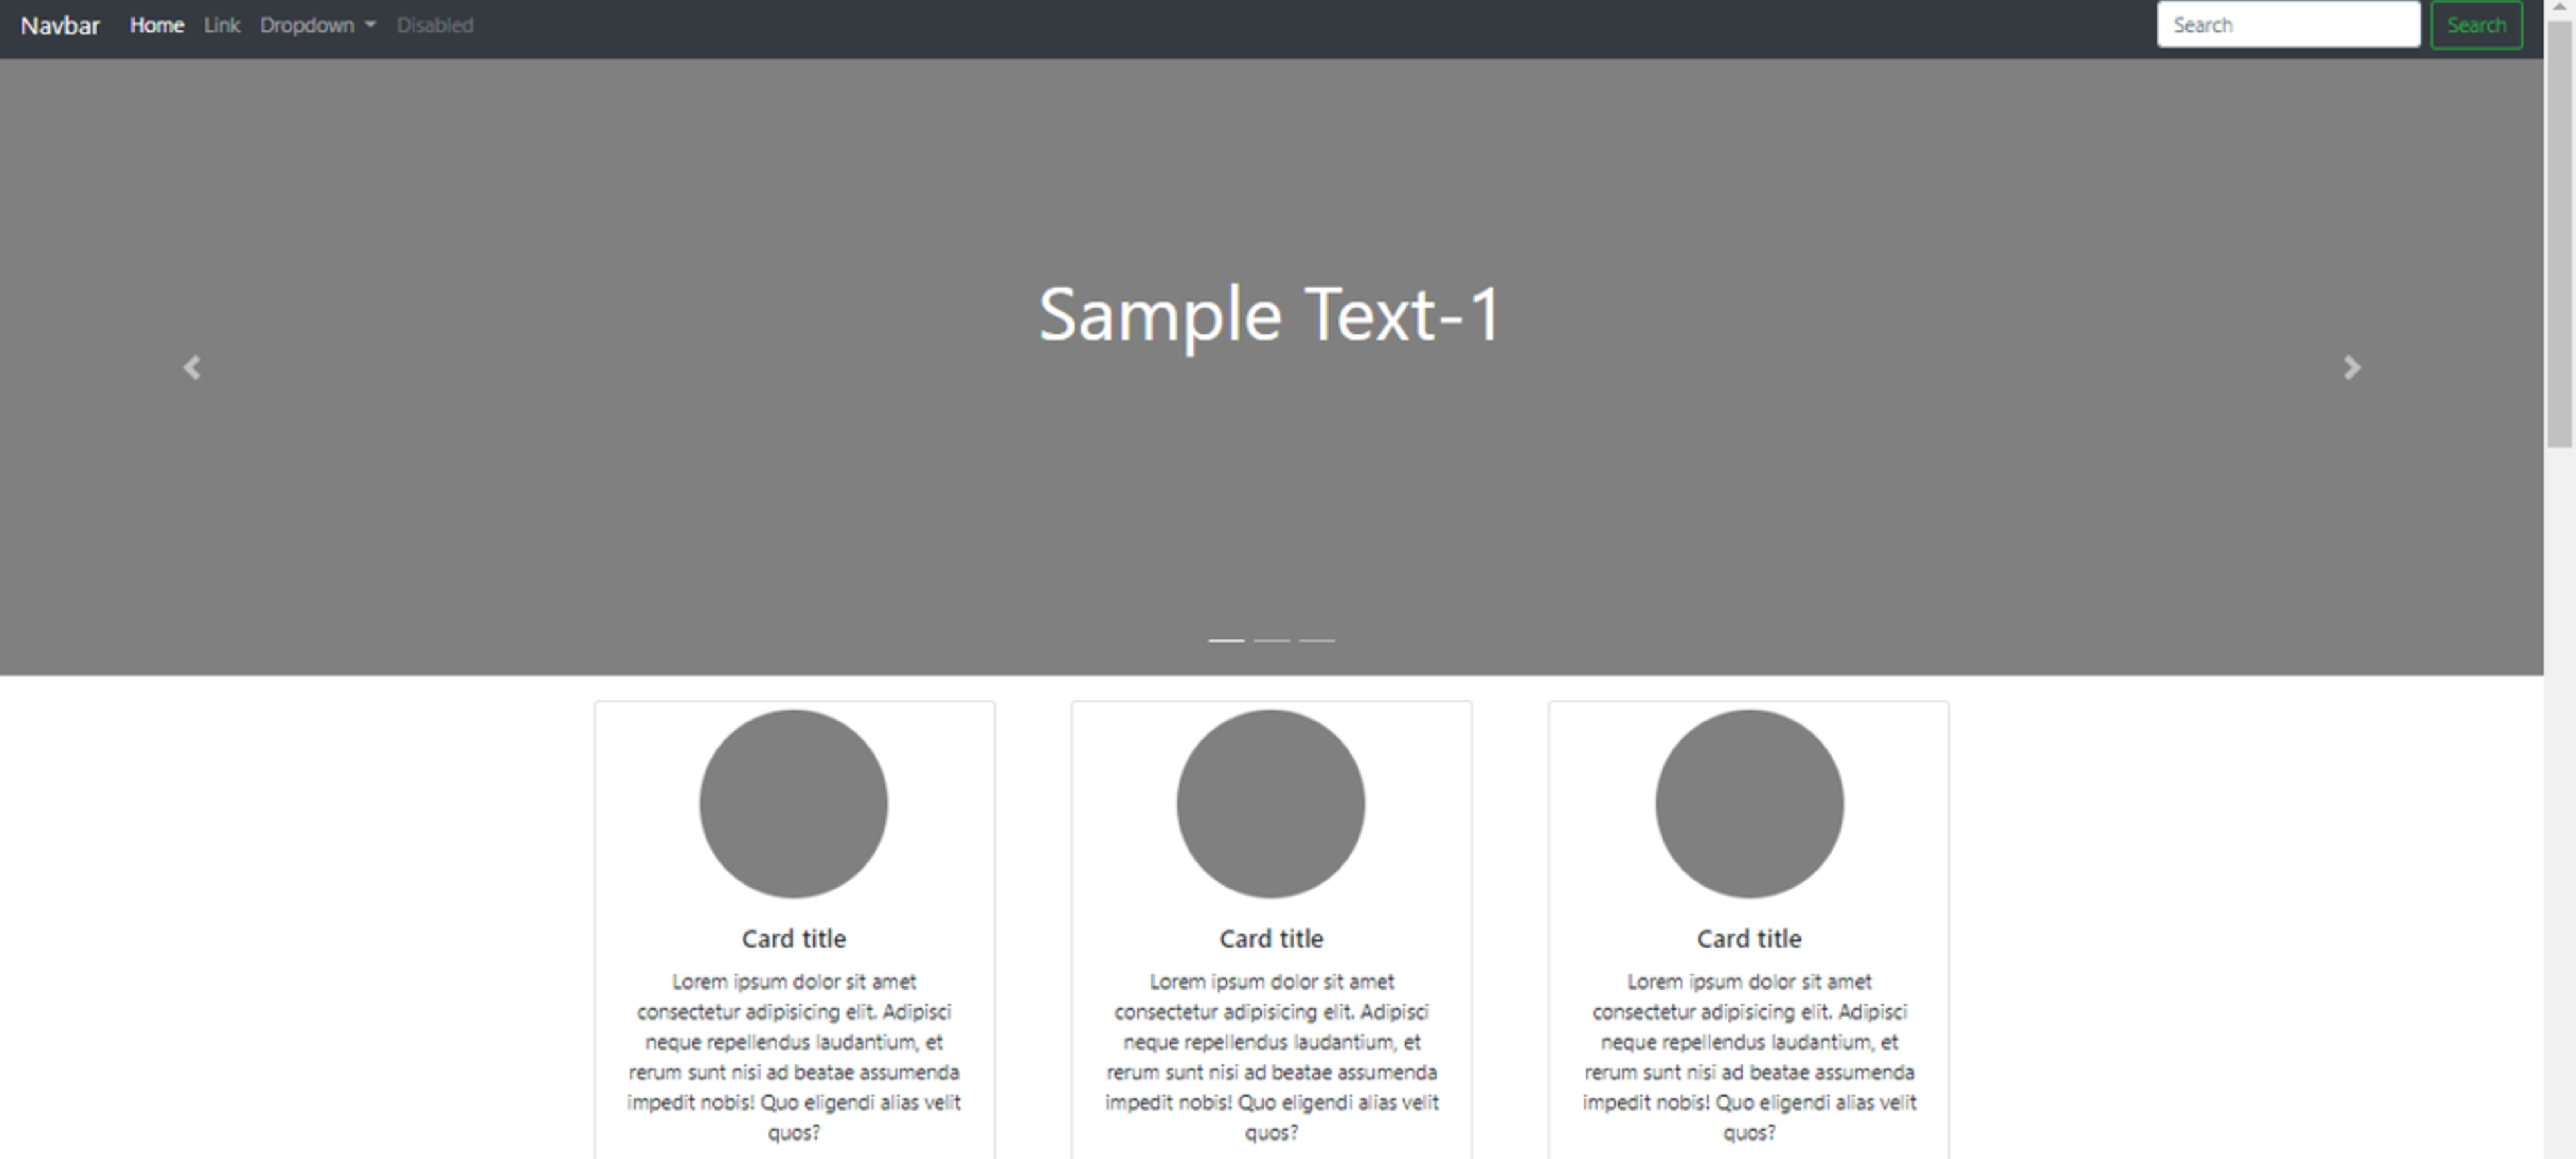 Navbar Home Link Dropdown Disabled Search Search
Sample Text-1
Card title
Lorem ipsum dolor sit amet
consectetur adipisicing elit. Adipisci
neque repellendus laudantium, et
rerum sunt nisi ad beatae assumenda
impedit nobis! Quo eligendi alias velit
quos?
Card title
Lorem ipsum dolor sit amet
consectetur adipisicing elit. Adipisci
neque repellendus laudantium, et
rerum sunt nisi ad beatae assumenda
impedit nobis! Quo eligendi alias velit
quos?
Card title
Lorem ipsum dolor sit amet
consectetur adipisicing elit. Adipisci
neque repellendus laudantium, et
rerum sunt nisi ad beatae assumenda
impedit nobis! Quo eligendi alias velit
quos?